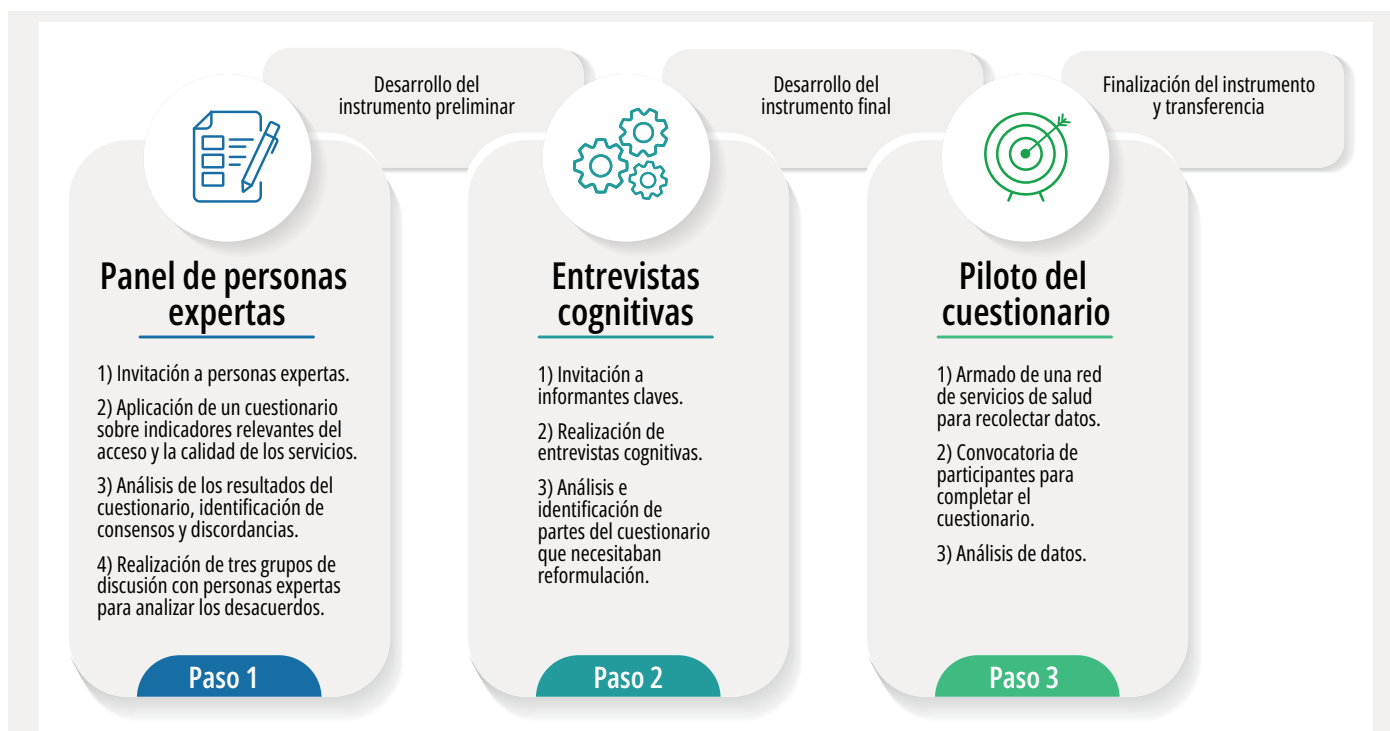 Desarrollo del
instrumento preliminar
Desarrollo del
instrumento final
Finalización del instrumento
y transferencia
Panel de personas
expertas
1) Invitación a personas expertas.
2) Aplicación de un cuestionario
sobre indicadores relevantes del
acceso y la calidad de los servicios.
3) Análisis de los resultados del
cuestionario, identificación de
consensos y discordancias.
4) Realización de tres grupos de
discusión con personas expertas
para analizar los desacuerdos.
Paso 1
Entrevistas
cognitivas
1) Invitación a
informantes claves.
2) Realización de
entrevistas cognitivas.
3) Análisis e
identificación de
partes del cuestionario
que necesitaban
reformulación.
Paso 2
Piloto del
cuestionario
1) Armado de una red
de servicios de salud
para recolectar datos.
2) Convocatoria de
participantes para
completar el
cuestionario.
3) Análisis de datos.
Paso 3